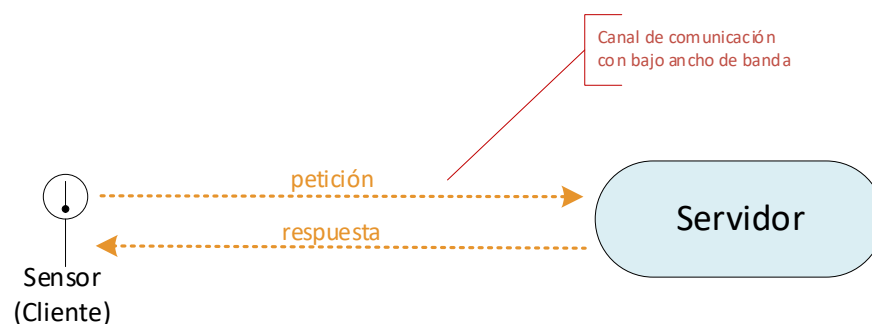 Canal de comunicación
con bajo ancho de banda
petición
Servidor
respuesta
Sensor
(Cliente)